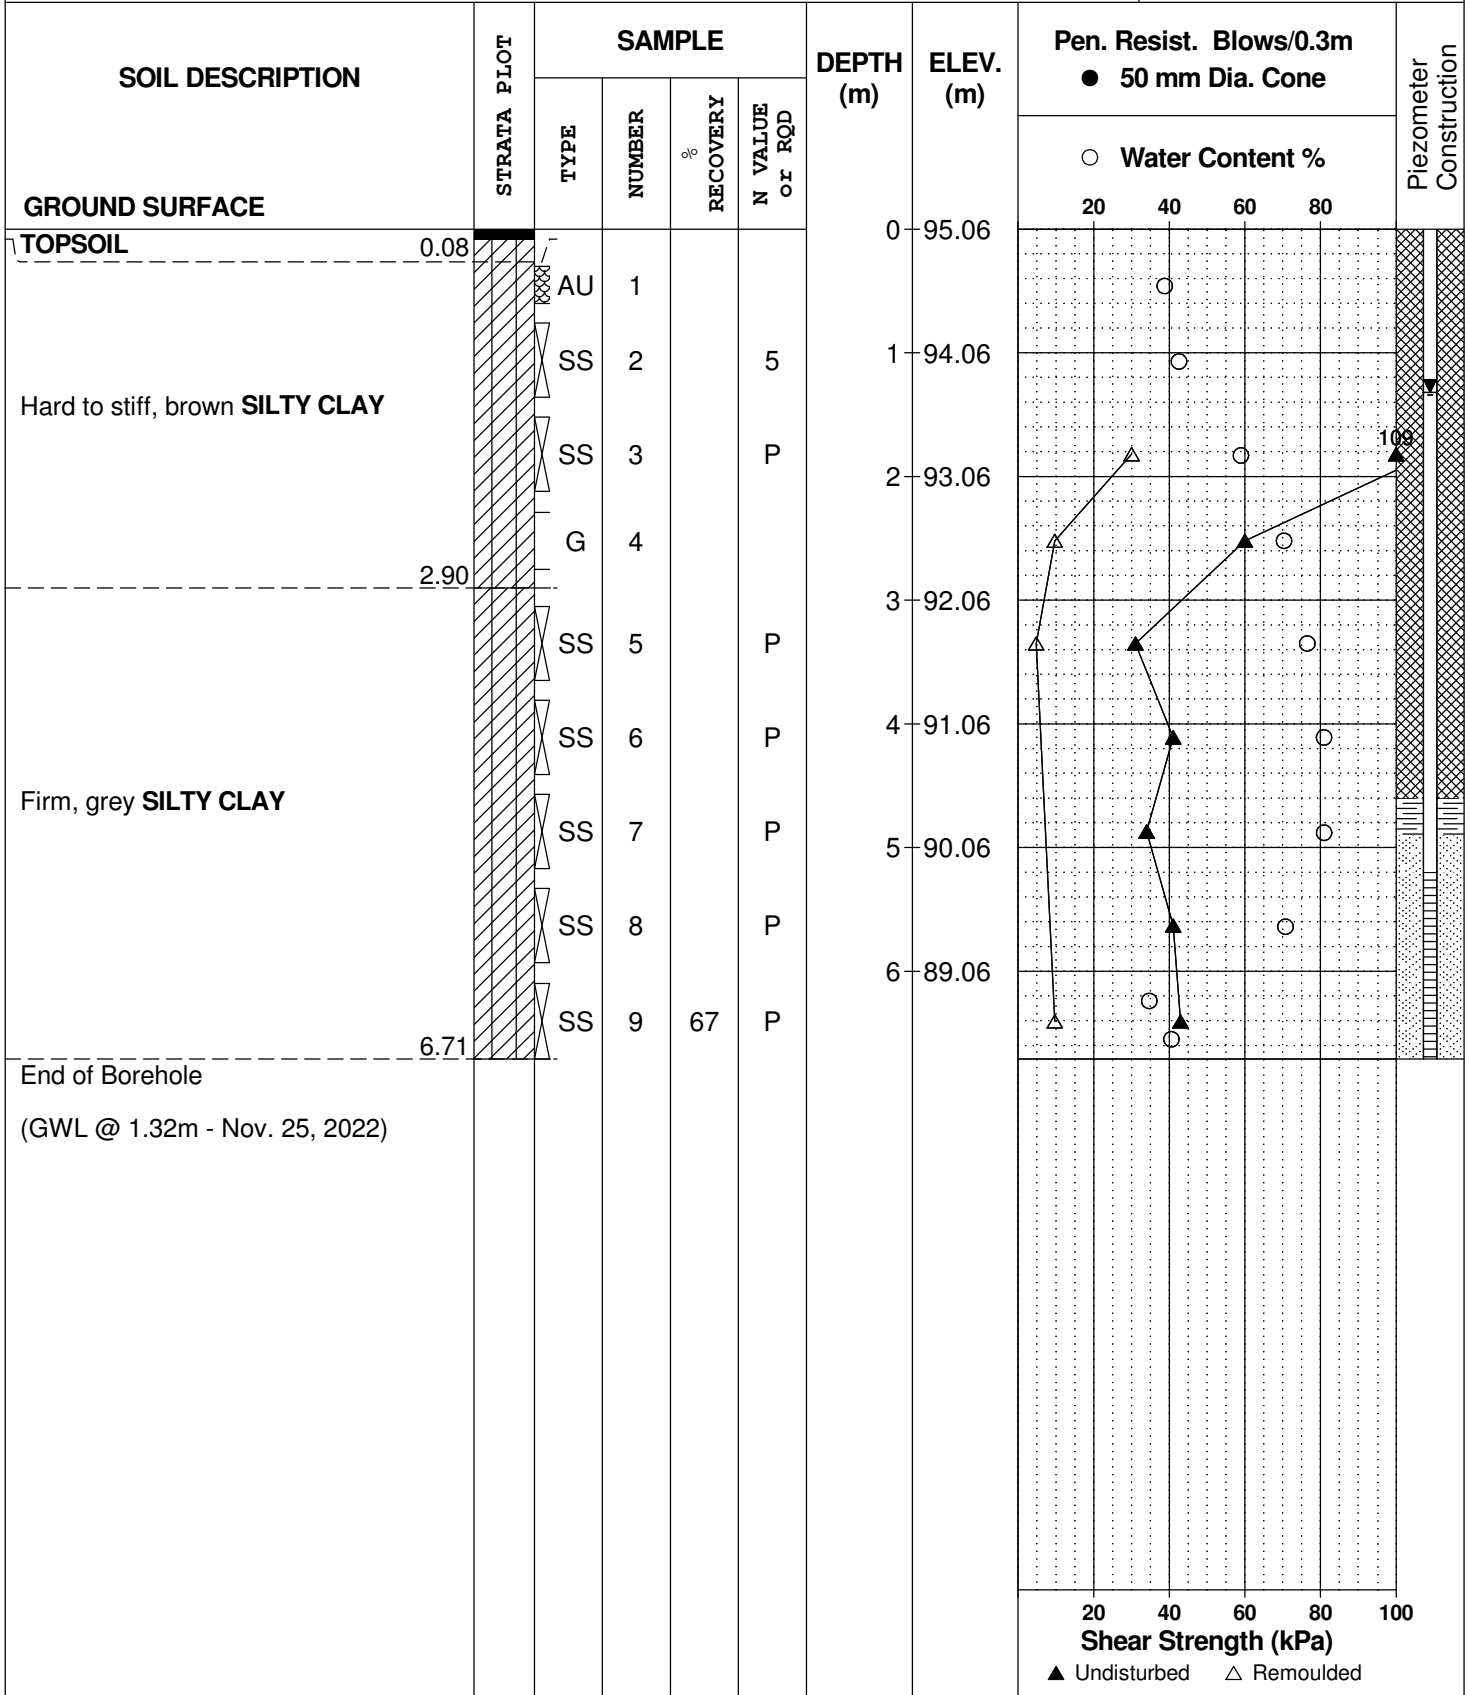 SOIL DESCRIPTION
GROUND SURFACE
STRATA PLOT
SAMPLE
TYPE
NUMBER
%
RECOVERY
N VALUE
or RQD
DEPTH
(m)
ELEV.
(m)
Pen. Resist. Blows/0.3m
● 50 mm Dia. Cone
○ Water Content %
20 40 60 80
Piezometer
Construction
TOPSOIL 0.08
0 95.06
AU 1
SS 2 5
1 94.06
Hard to stiff, brown SILTY CLAY
109
SS 3 P
2 93.06
G 4
2.90
3 92.06
SS 5 P
4 91.06
SS 6 P
Firm, grey SILTY CLAY
SS 7 P
5 90.06
SS 8 P
6 89.06
SS 9 67 P
6.71
End of Borehole
(GWL @ 1.32m - Nov. 25, 2022)
20 40 60 80 100
Shear Strength (kPa)
▲ Undisturbed △ Remoulded